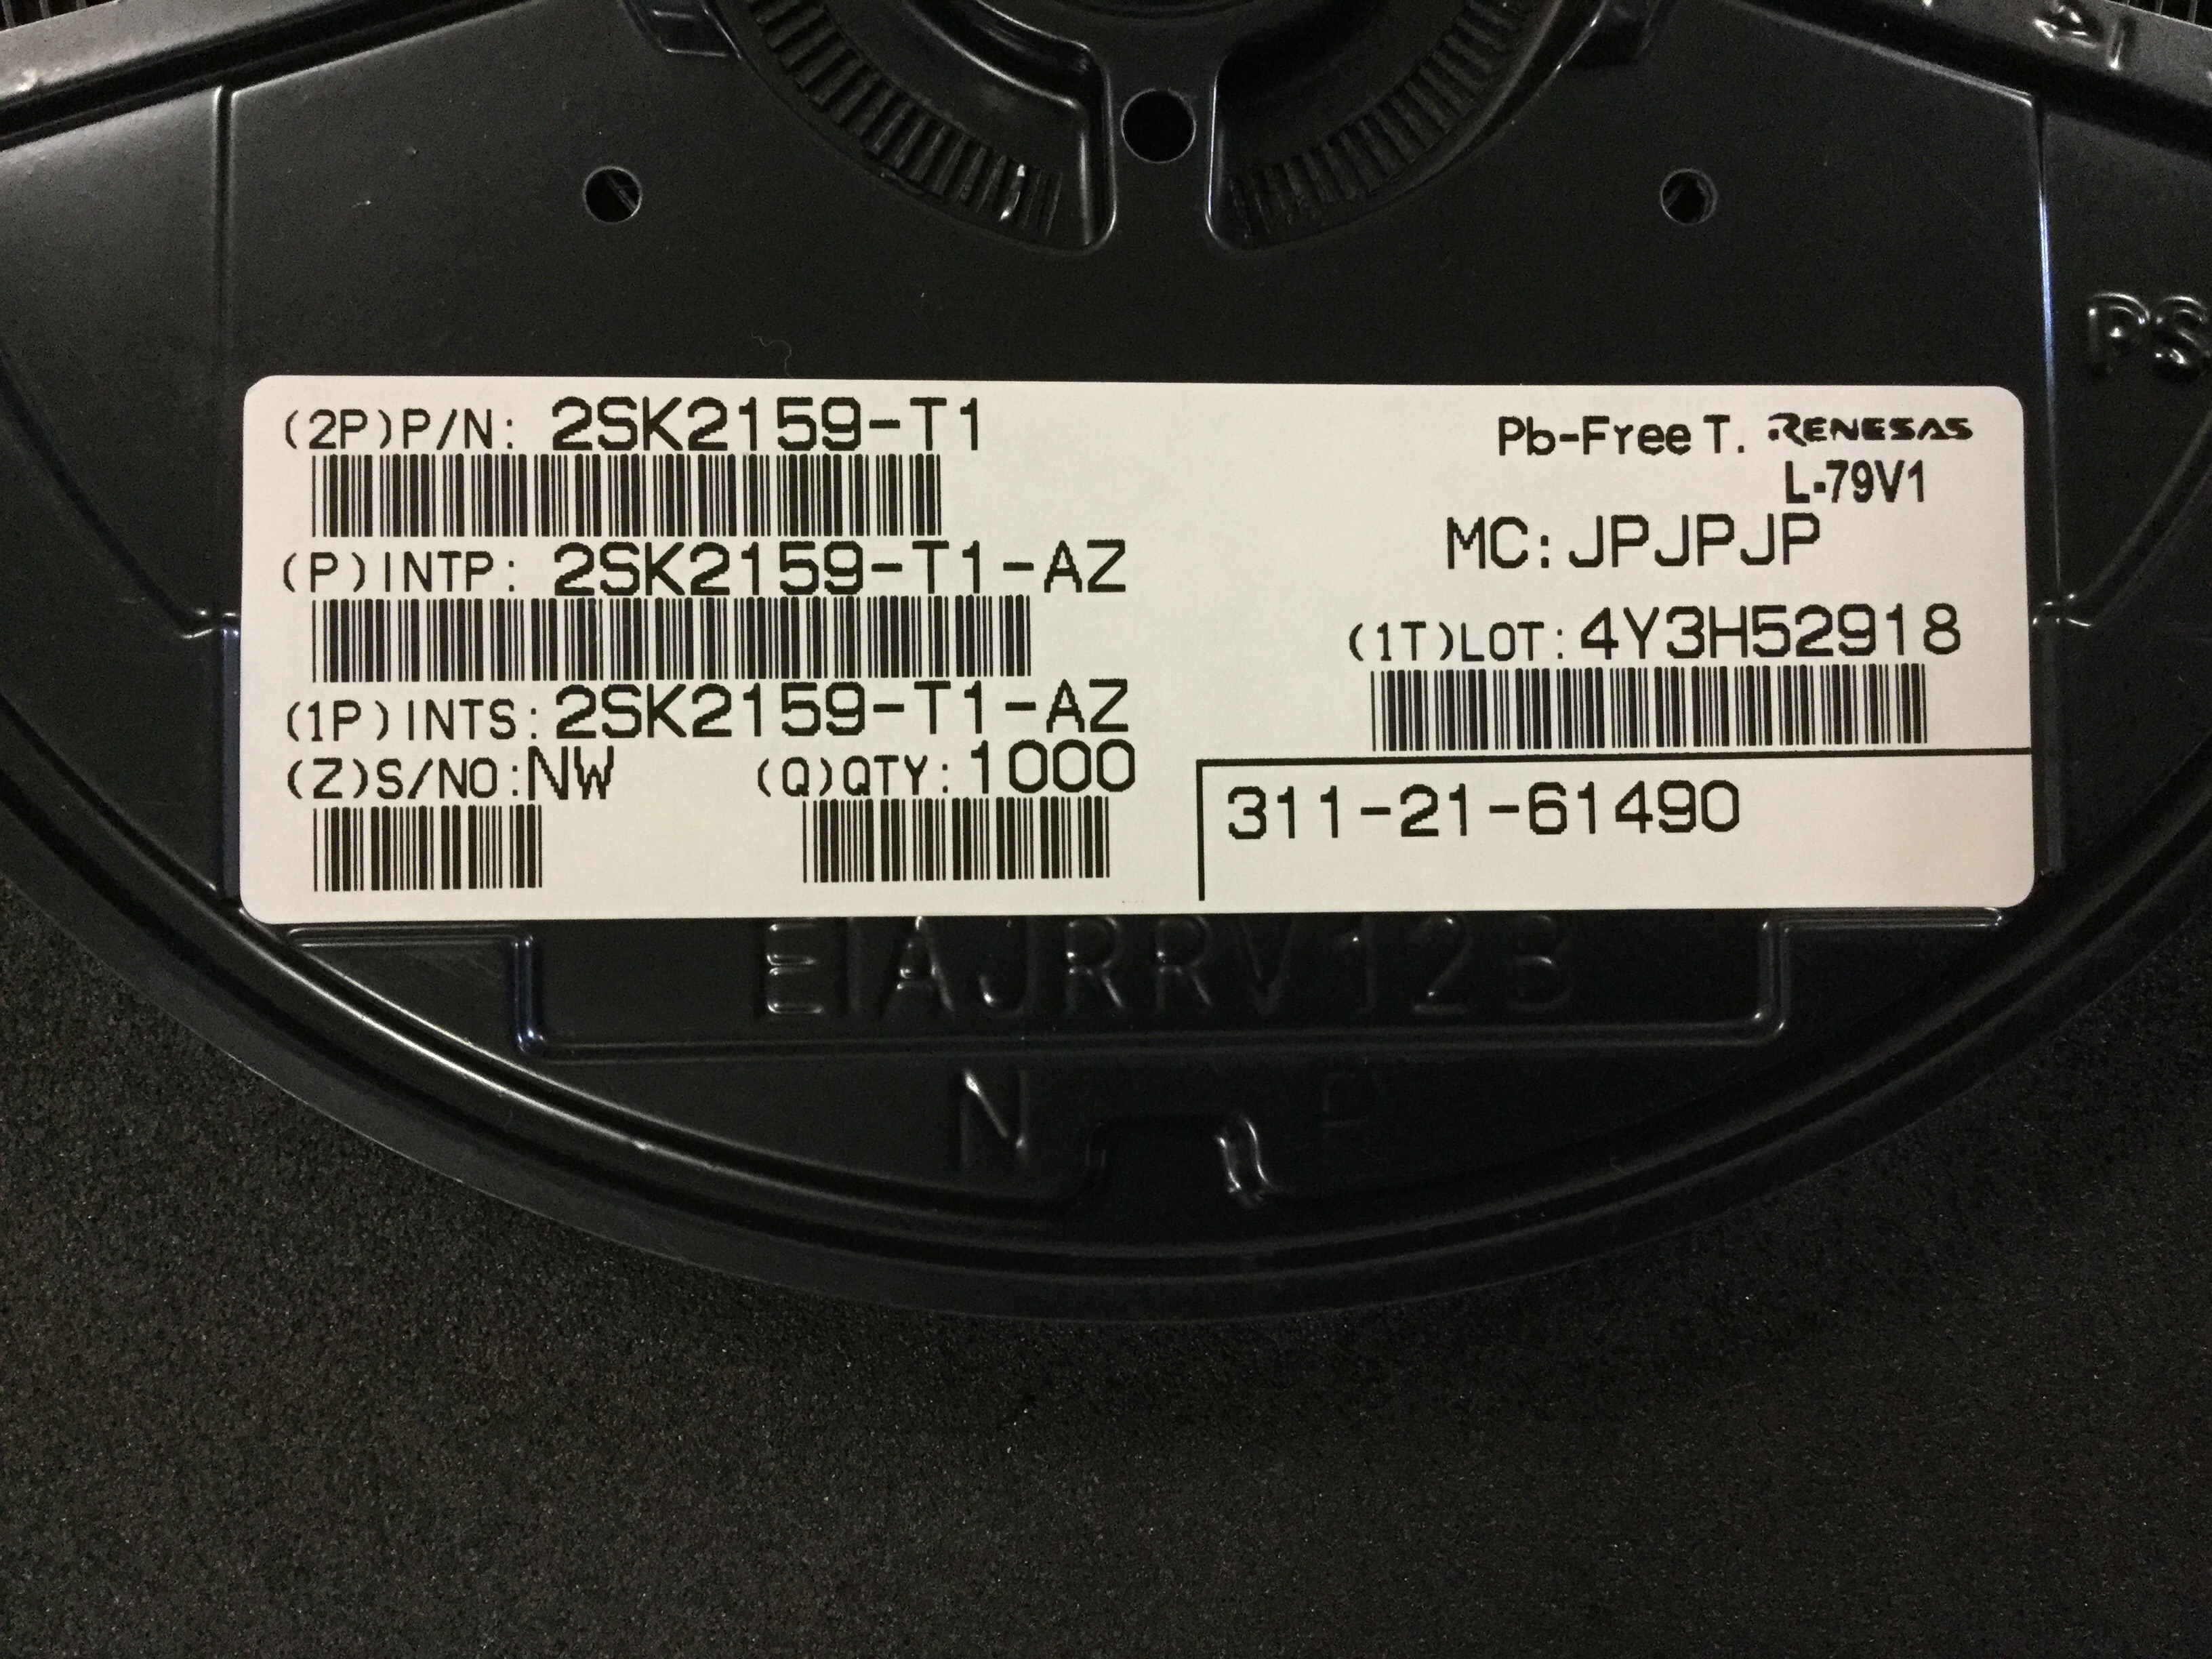 (2P)P/N: 2SK2159-T1
Pb-Free T. RENESAS
L-79V1
(P)INTP: 2SK2159-T1-AZ
MC:JPJPJP
(1T)LOT:4Y3H52918
(1P)INTS:2SK2159-T1-AZ
(Z)S/NO:NW (Q)QTY:1000
311-21-61490
PS
EIAJRRV12B
N P